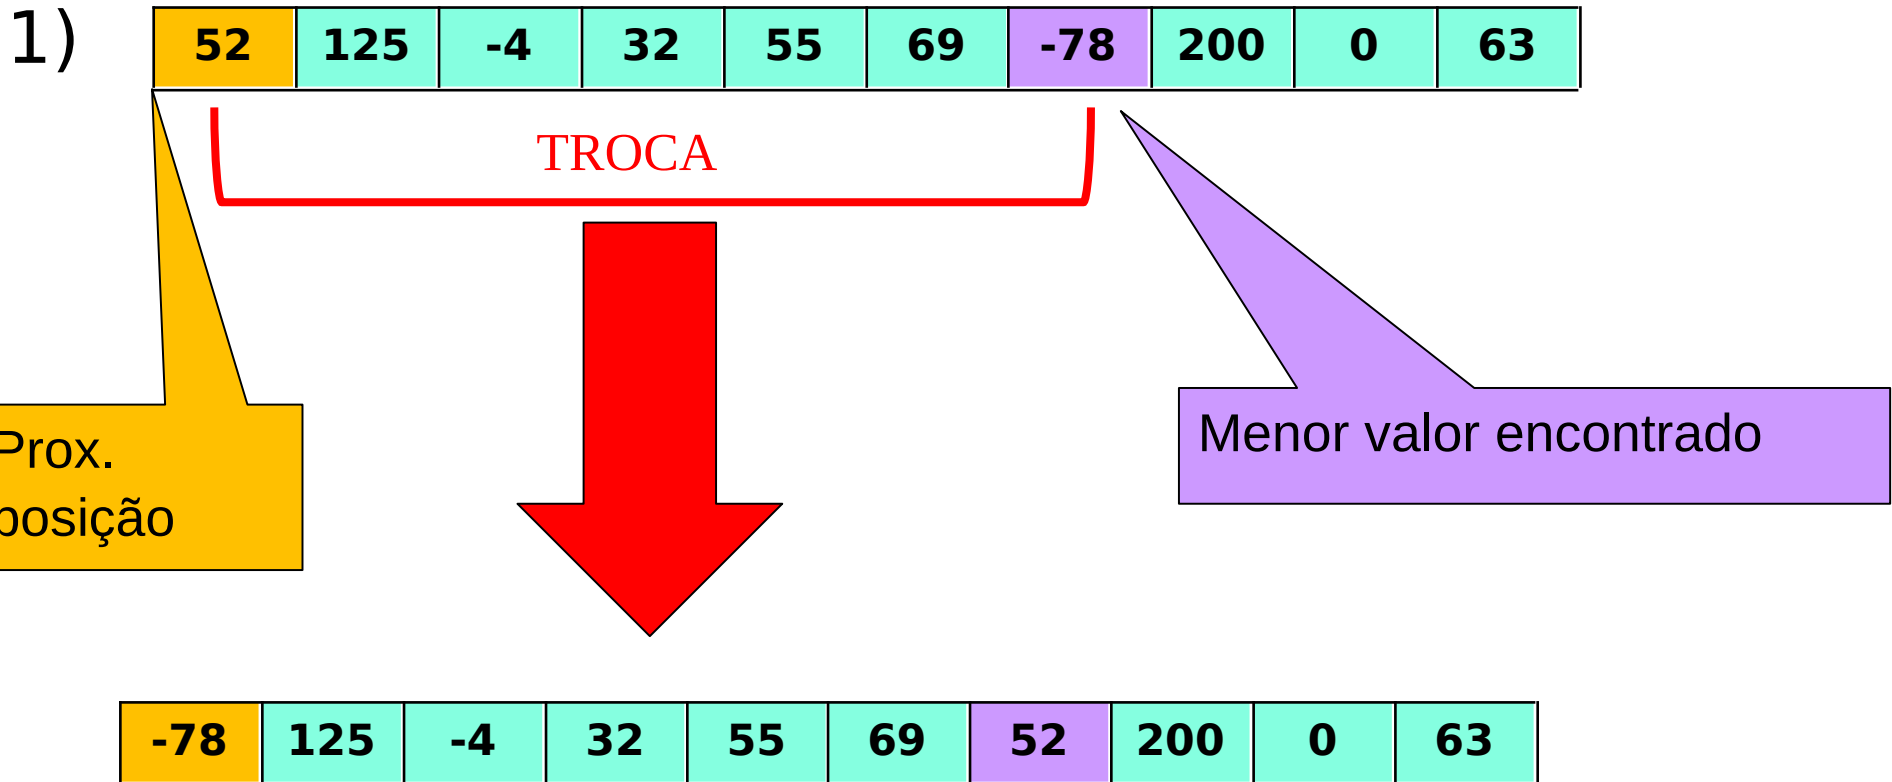 1)
52 125 -4 32 55 69 -78 200 0 63
TROCA
Prox.
posição
Menor valor encontrado
-78 125 -4 32 55 69 52 200 0 63